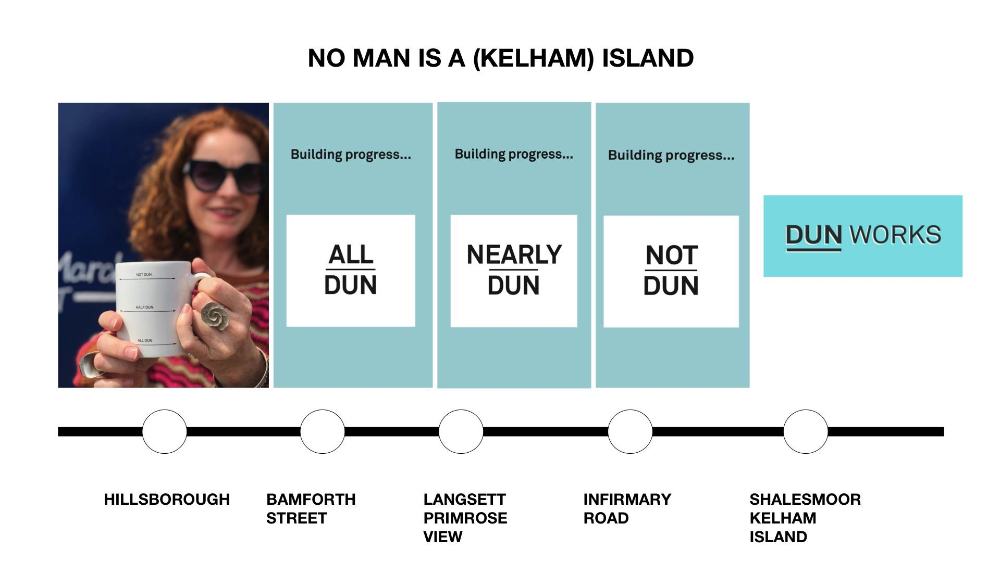 NO MAN IS A (KELHAM) ISLAND
NOT DUN
HALF DUN
ALL DUN
Building progress...
ALL
DUN
Building progress...
NEARLY
DUN
Building progress...
NOT
DUN
DUN WORKS
HILLSBOROUGH
BAMFORTH
STREET
LANGSETT
PRIMROSE
VIEW
INFIRMARY
ROAD
SHALESMOOR
KELHAM
ISLAND